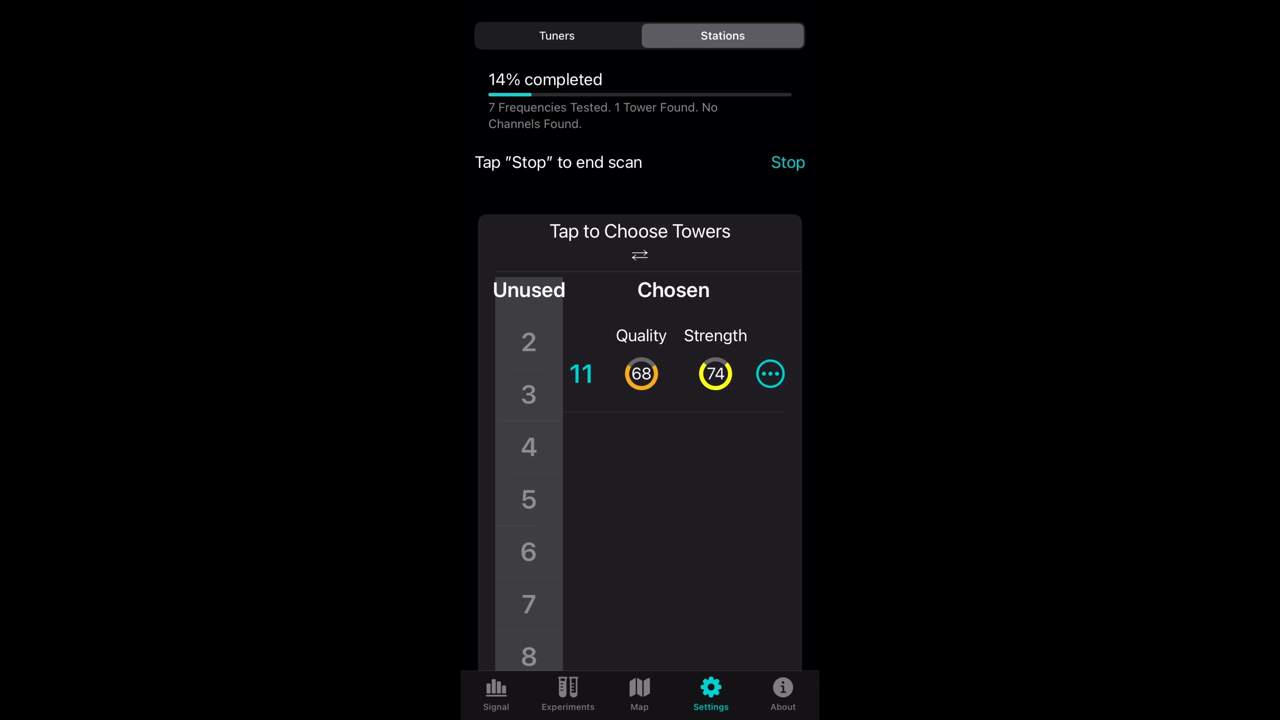 Tuners
Stations
14% completed
7 Frequencies Tested. 1 Tower Found. No
Channels Found.
Tap "Stop" to end scan
Stop
Tap to Choose Towers
Unused
Chosen
Quality
Strength
2
3
4
5
6
7
8
11
68
74
Signal
Experiments
Map
Settings
About